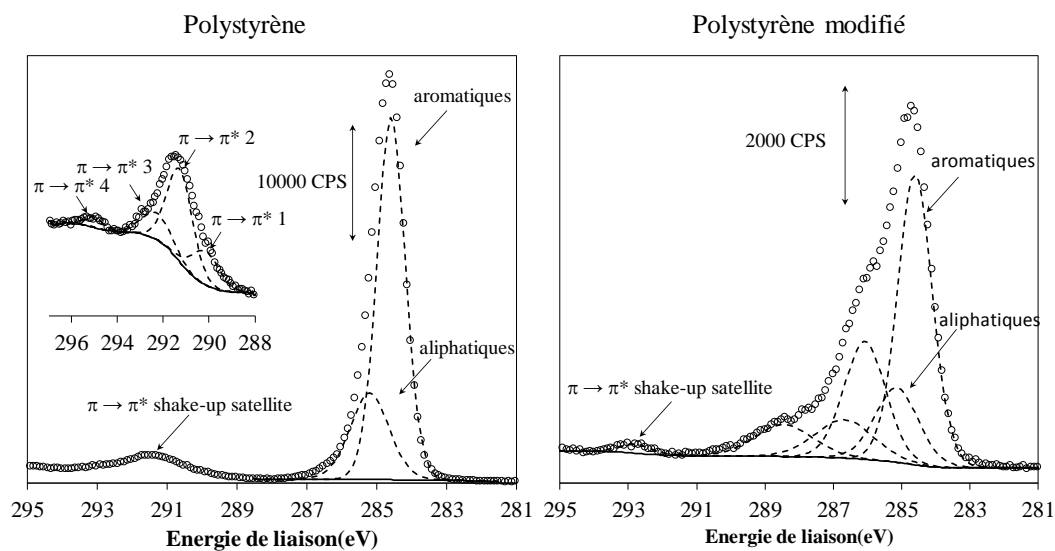 Polystyrène
aromatiques
10000 CPS
π → π* 2
π → π* 3
π → π* 4
π → π* 1
296 294 292 290 288
aliphatiques
π → π* shake-up satellite
295 293 291 289 287 285 283 281
Energie de liaison(eV)
Polystyrène modifié
2000 CPS
aromatiques
aliphatiques
π → π* shake-up satellite
295 293 291 289 287 285 283 281
Energie de liaison(eV)